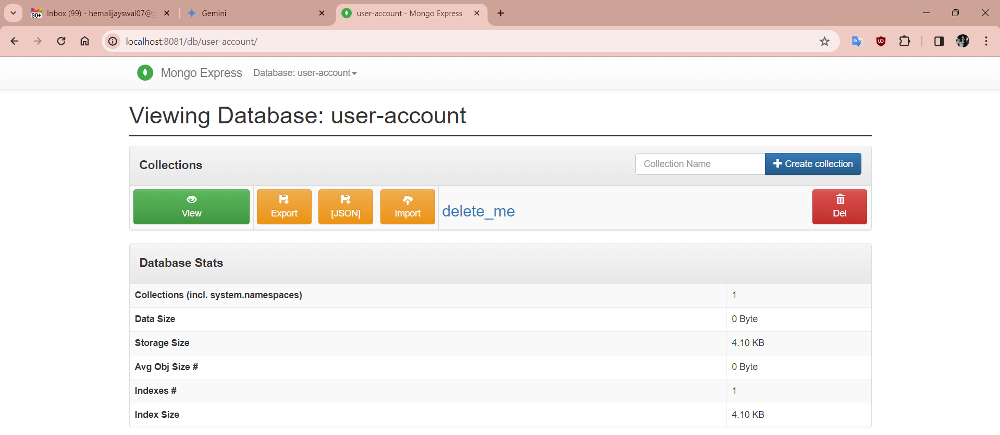 90+ Inbox (99) - hemalijayswal07@g
Gemini
user-account - Mongo Express
localhost:8081/db/user-account/
Mongo Express
Database: user-account
Viewing Database: user-account
Collections
Collection Name
Create collection
View
Export
[JSON]
Import
delete_me
Del
Database Stats
Collections (incl. system.namespaces) 1
Data Size 0 Byte
Storage Size 4.10 KB
Avg Obj Size # 0 Byte
Indexes # 1
Index Size 4.10 KB